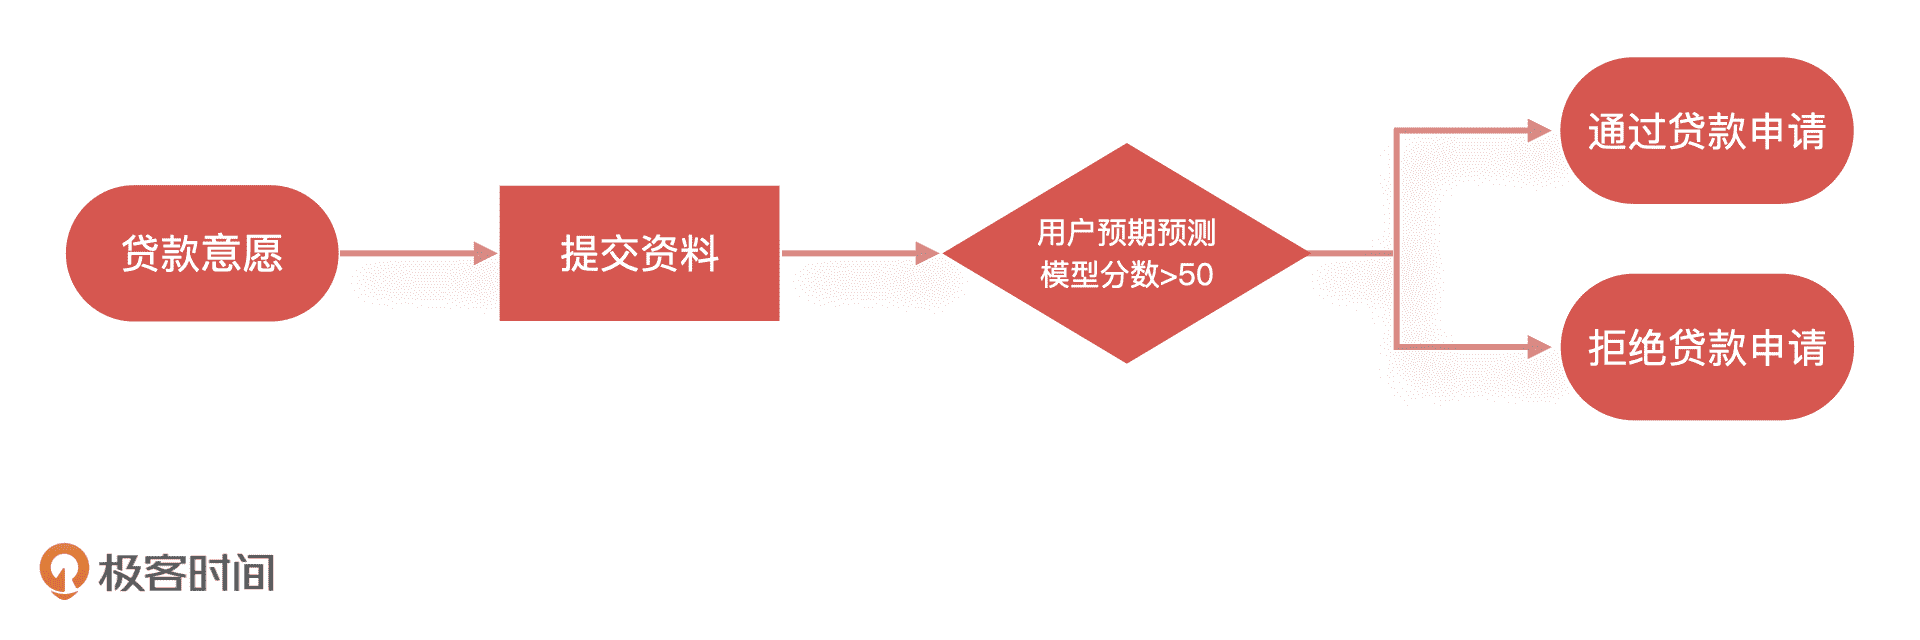 贷款意愿
提交资料
用户预期预测
模型分数>50
通过贷款申请
拒绝贷款申请
极客时间